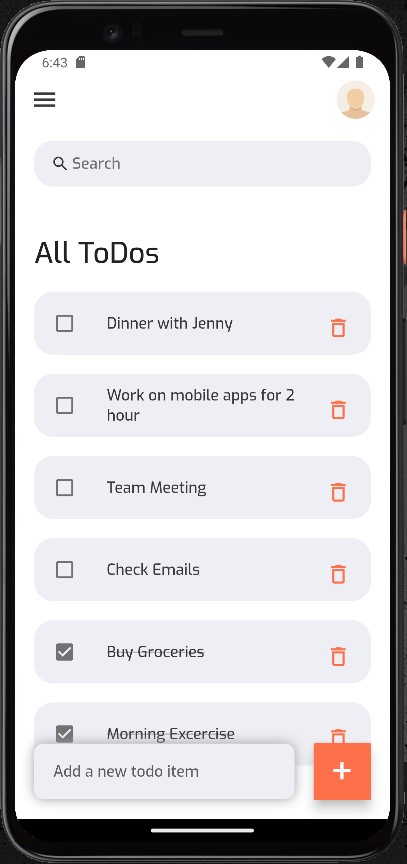 6:43
Search
All ToDos
Dinner with Jenny
Work on mobile apps for 2
hour
Team Meeting
Check Emails
Buy Groceries
Morning Excercise
Add a new todo item
+